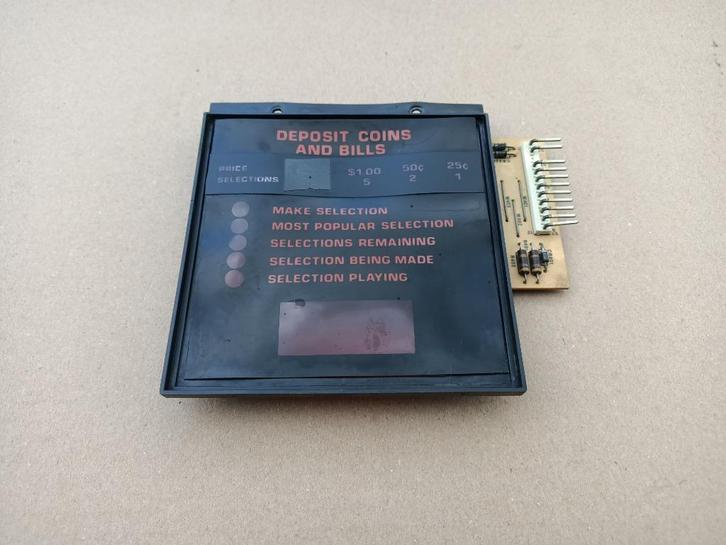 DEPOSIT COINS
AND BILLS
PRICE $1.00 50¢ 25¢
SELECTIONS 5 2 1
MAKE SELECTION
MOST POPULAR SELECTION
SELECTIONS REMAINING
SELECTION BEING MADE
SELECTION PLAYING